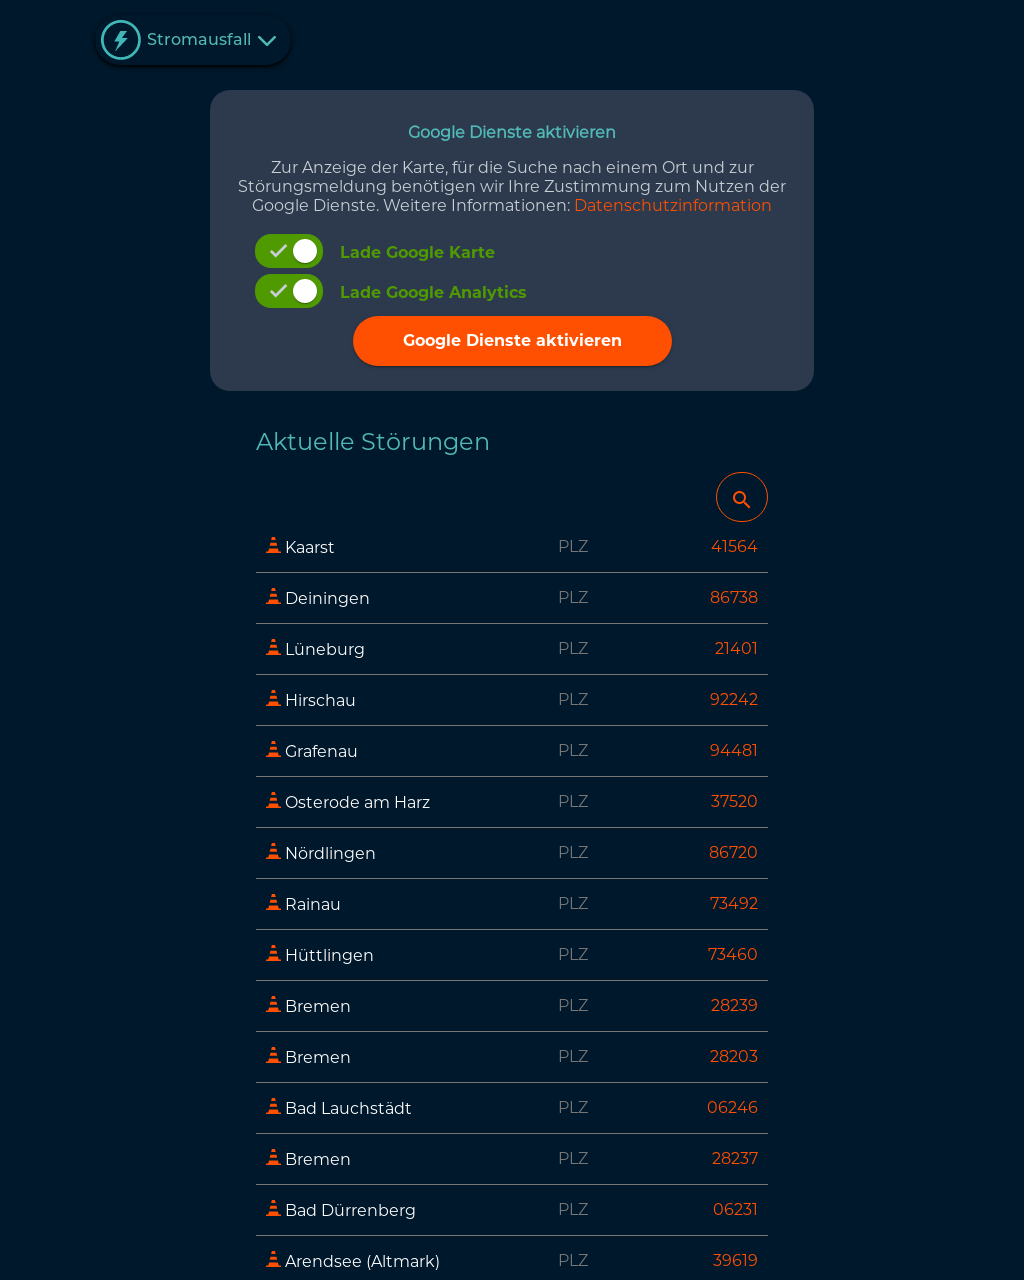 Stromausfall
Google Dienste aktivieren
Zur Anzeige der Karte, für die Suche nach einem Ort und zur
Störungsmeldung benötigen wir Ihre Zustimmung zum Nutzen der
Google Dienste. Weitere Informationen: Datenschutzinformation
Lade Google Karte
Lade Google Analytics
Google Dienste aktivieren
Aktuelle Störungen
Kaarst PLZ 41564
Deiningen PLZ 86738
Lüneburg PLZ 21401
Hirschau PLZ 92242
Grafenau PLZ 94481
Osterode am Harz PLZ 37520
Nördlingen PLZ 86720
Rainau PLZ 73492
Hüttlingen PLZ 73460
Bremen PLZ 28239
Bremen PLZ 28203
Bad Lauchstädt PLZ 06246
Bremen PLZ 28237
Bad Dürrenberg PLZ 06231
Arendsee (Altmark) PLZ 39619